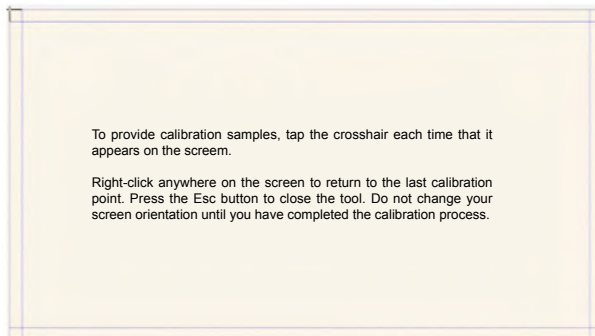 To provide calibration samples, tap the crosshair each time that it
appears on the screem.
Right-click anywhere on the screen to return to the last calibration
point. Press the Esc button to close the tool. Do not change your
screen orientation until you have completed the calibration process.